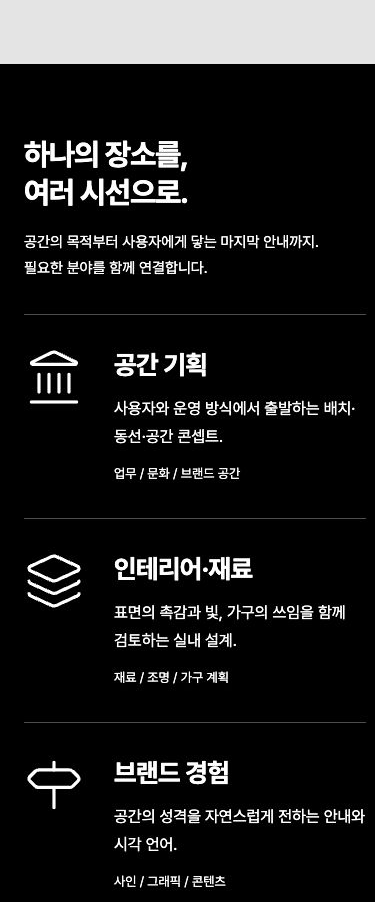 하나의 장소를,
여러 시선으로.
공간의 목적부터 사용자에게 닿는 마지막 안내까지.
필요한 분야를 함께 연결합니다.
공간 기획
사용자와 운영 방식에서 출발하는 배치·
동선·공간 콘셉트.
업무 / 문화 / 브랜드 공간
인테리어·재료
표면의 촉감과 빛, 가구의 쓰임을 함께
검토하는 실내 설계.
재료 / 조명 / 가구 계획
브랜드 경험
공간의 성격을 자연스럽게 전하는 안내와
시각 언어.
사인 / 그래픽 / 콘텐츠